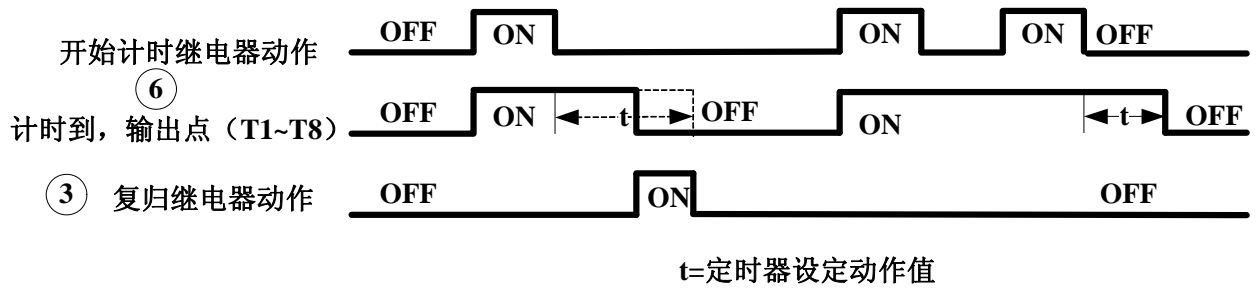 OFF ON ON ON OFF
开始计时继电器动作
⑥
OFF ON t OFF ON t OFF
计时到，输出点（T1~T8）
③ 复归继电器动作 OFF ON OFF
t=定时器设定动作值